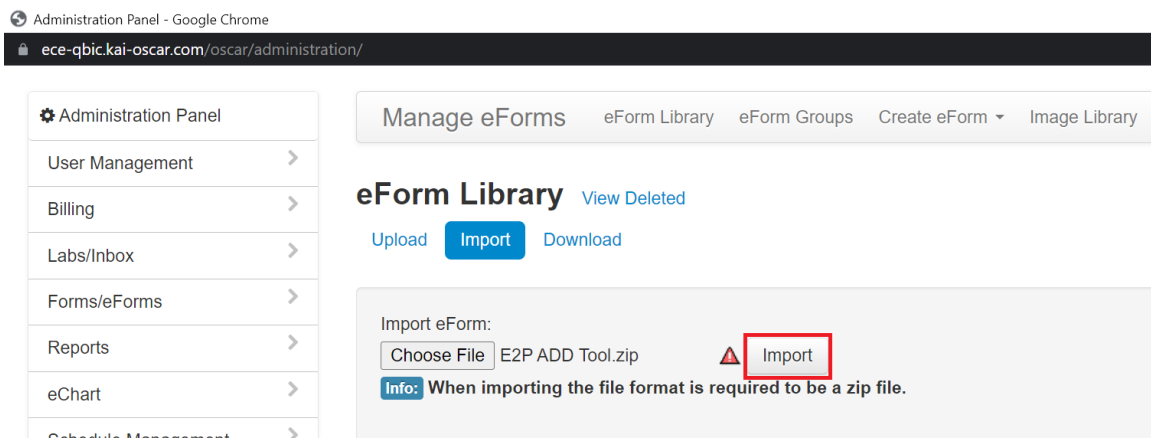 Administration Panel - Google Chrome
ece-qbic.kai-oscar.com/oscar/administration/
Administration Panel
User Management
Billing
Labs/Inbox
Forms/eForms
Reports
eChart
Schedule Management
Manage eForms eForm Library eForm Groups Create eForm Image Library
eForm Library View Deleted
Upload Import Download
Import eForm:
Choose File E2P ADD Tool.zip Import
Info: When importing the file format is required to be a zip file.